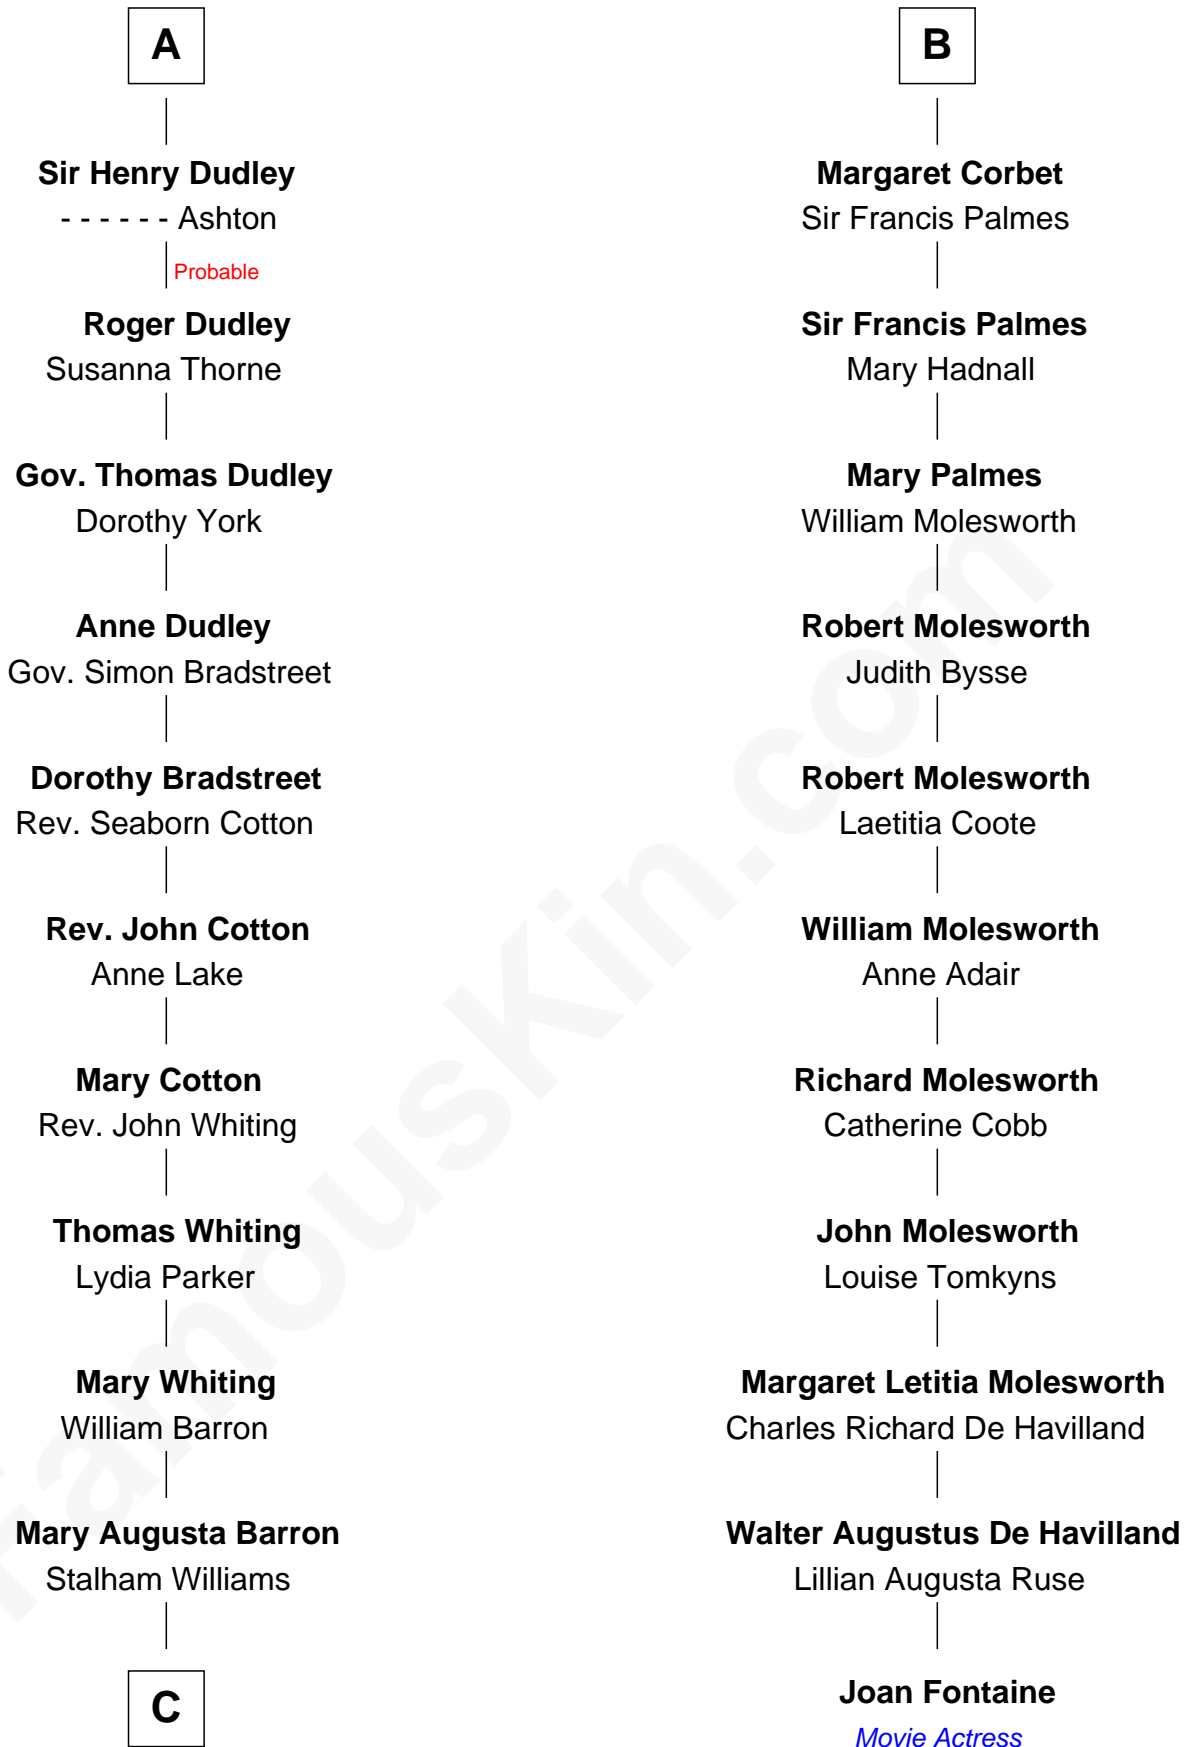 A
Sir Henry Dudley
- - - - - - Ashton
Probable
Roger Dudley
Susanna Thorne
Gov. Thomas Dudley
Dorothy York
Anne Dudley
Gov. Simon Bradstreet
Dorothy Bradstreet
Rev. Seaborn Cotton
Rev. John Cotton
Anne Lake
Mary Cotton
Rev. John Whiting
Thomas Whiting
Lydia Parker
Mary Whiting
William Barron
Mary Augusta Barron
Stalham Williams
C
B
Margaret Corbet
Sir Francis Palmes
Sir Francis Palmes
Mary Hadnall
Mary Palmes
William Molesworth
Robert Molesworth
Judith Bysse
Robert Molesworth
Laetitia Coote
William Molesworth
Anne Adair
Richard Molesworth
Catherine Cobb
John Molesworth
Louise Tomkyns
Margaret Letitia Molesworth
Charles Richard De Havilland
Walter Augustus De Havilland
Lillian Augusta Ruse
Joan Fontaine
Movie Actress
FamousKin.com